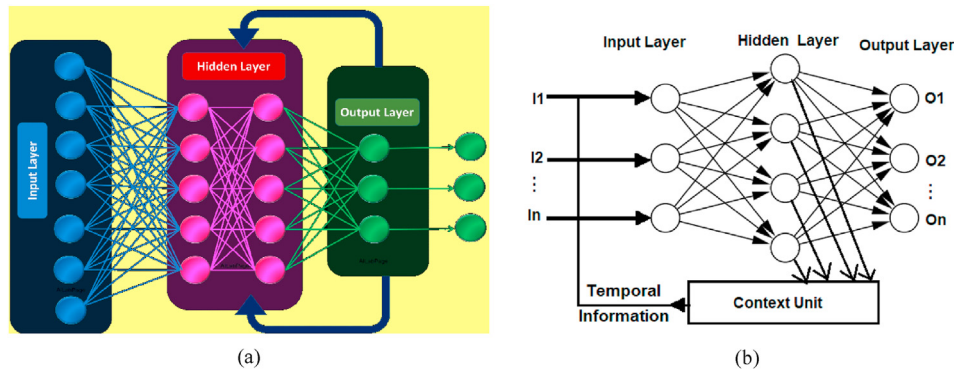 Input Layer
Hidden Layer
Output Layer
(a)
Input Layer
Hidden Layer
Output Layer
I1
I2
⋮
In
O1
O2
⋮
On
Temporal
Information
Context Unit
(b)